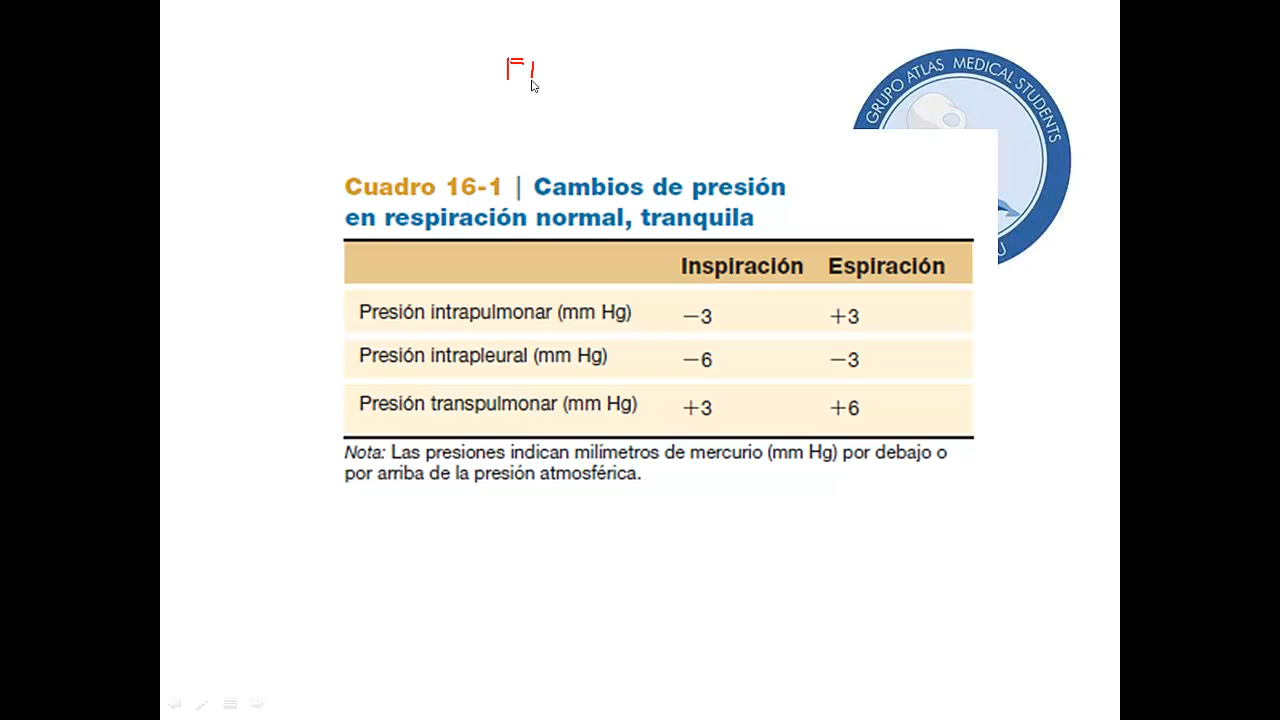 GRUPO ATLAS MEDICAL STUDENTS
Cuadro 16-1 | Cambios de presión
en respiración normal, tranquila
Inspiración Espiración
Presión intrapulmonar (mm Hg) −3 +3
Presión intrapleural (mm Hg) −6 −3
Presión transpulmonar (mm Hg) +3 +6
Nota: Las presiones indican milímetros de mercurio (mm Hg) por debajo o
por arriba de la presión atmosférica.